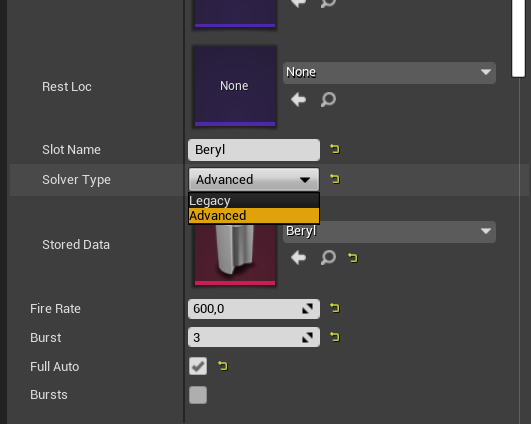 Rest Loc
None
None
Slot Name
Beryl
Solver Type
Advanced
Legacy
Advanced
Stored Data
Beryl
Fire Rate
600,0
Burst
3
Full Auto
Bursts